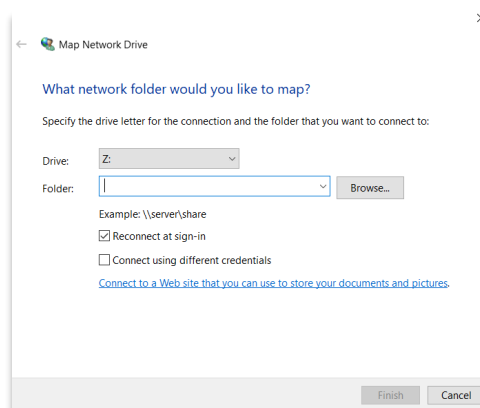 Map Network Drive
What network folder would you like to map?
Specify the drive letter for the connection and the folder that you want to connect to:
Drive: Z:
Folder: Browse...
Example: \\server\share
Reconnect at sign-in
Connect using different credentials
Connect to a Web site that you can use to store your documents and pictures.
Finish Cancel